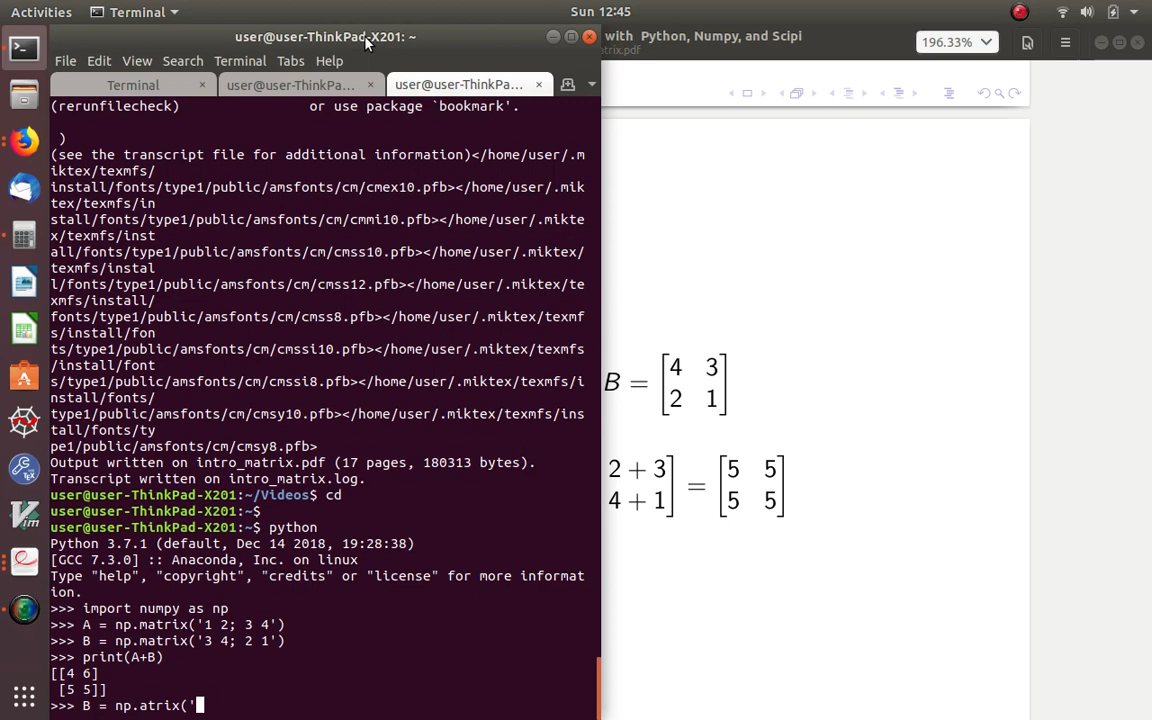 Activities Terminal Sun 12:45
user@user-ThinkPad-X201: ~
with Python, Numpy, and Scipi
trix.pdf
196.33%
File Edit View Search Terminal Tabs Help
Terminal × user@user-ThinkPa... × user@user-ThinkPa... ×
(rerunfilecheck) or use package `bookmark'.
)
(see the transcript file for additional information)</home/user/.m
iktex/texmfs/
install/fonts/type1/public/amsfonts/cm/cmex10.pfb></home/user/.mik
tex/texmfs/in
stall/fonts/type1/public/amsfonts/cm/cmmi10.pfb></home/user/.mikte
x/texmfs/inst
all/fonts/type1/public/amsfonts/cm/cmss10.pfb></home/user/.miktex/
texmfs/instal
l/fonts/type1/public/amsfonts/cm/cmss12.pfb></home/user/.miktex/te
xmfs/install/
fonts/type1/public/amsfonts/cm/cmss8.pfb></home/user/.miktex/texmf
s/install/fon
ts/type1/public/amsfonts/cm/cmssi10.pfb></home/user/.miktex/texmfs
/install/font
s/type1/public/amsfonts/cm/cmssi8.pfb></home/user/.miktex/texmfs/i
nstall/fonts/
type1/public/amsfonts/cm/cmsy10.pfb></home/user/.miktex/texmfs/ins
tall/fonts/ty
pe1/public/amsfonts/cm/cmsy8.pfb>
Output written on intro_matrix.pdf (17 pages, 180313 bytes).
Transcript written on intro_matrix.log.
user@user-ThinkPad-X201:~/Videos$ cd
user@user-ThinkPad-X201:~$
user@user-ThinkPad-X201:~$ python
Python 3.7.1 (default, Dec 14 2018, 19:28:38)
[GCC 7.3.0] :: Anaconda, Inc. on linux
Type "help", "copyright", "credits" or "license" for more informat
ion.
>>> import numpy as np
>>> A = np.matrix('1 2; 3 4')
>>> B = np.matrix('3 4; 2 1')
>>> print(A+B)
[[4 6]
[5 5]]
>>> B = np.atrix('
B = [4 3
2 1]
2 + 3] = [5 5
4 + 1] 5 5]